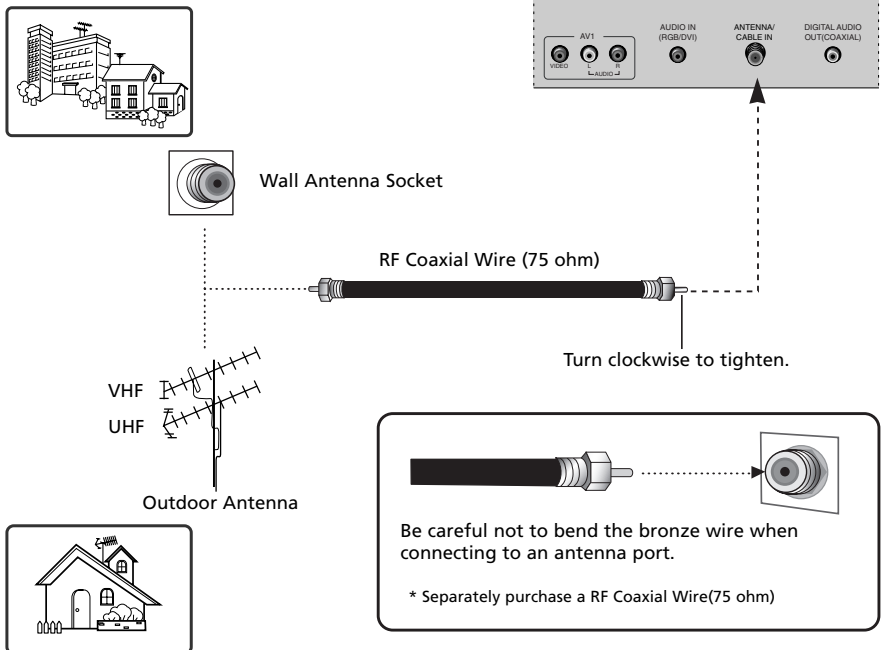 AV1
VIDEO
L
R
AUDIO
AUDIO IN
(RGB/DVI)
ANTENNA/
CABLE IN
DIGITAL AUDIO
OUT(COAXIAL)
Wall Antenna Socket
RF Coaxial Wire (75 ohm)
Turn clockwise to tighten.
VHF
UHF
Outdoor Antenna
Be careful not to bend the bronze wire when
connecting to an antenna port.
* Separately purchase a RF Coaxial Wire(75 ohm)